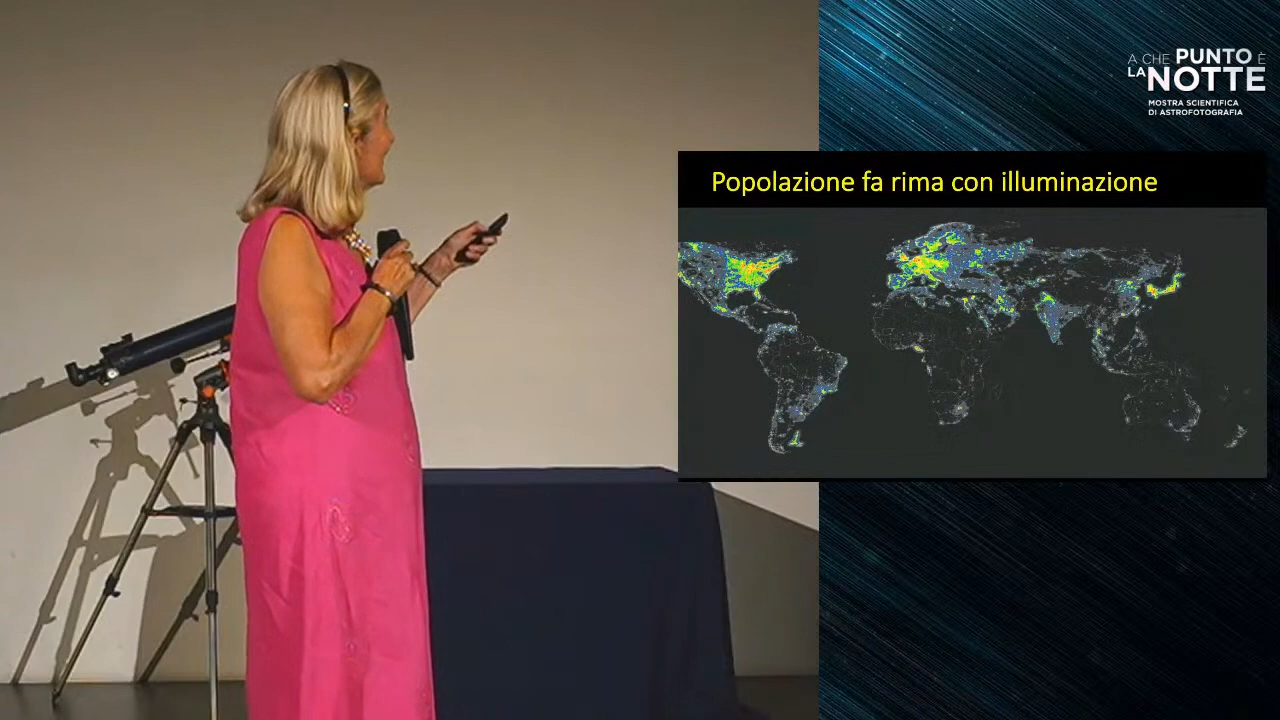 A CHE PUNTO È
LA NOTTE
MOSTRA SCIENTIFICA
DI ASTROFOTOGRAFIA
Popolazione fa rima con illuminazione